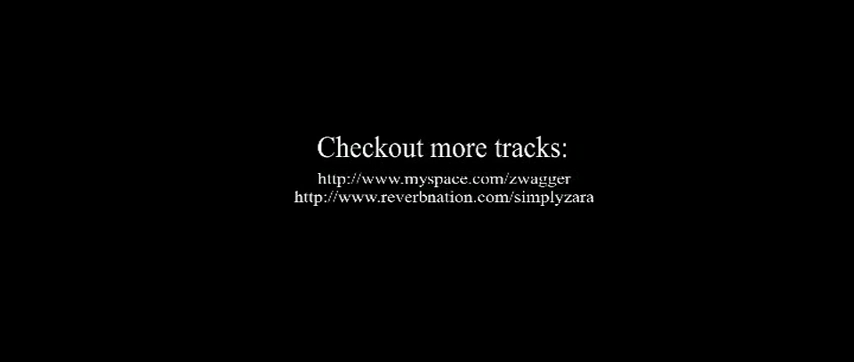 Checkout more tracks:
http://www.myspace.com/zwagger
http://www.reverbnation.com/simplyzara